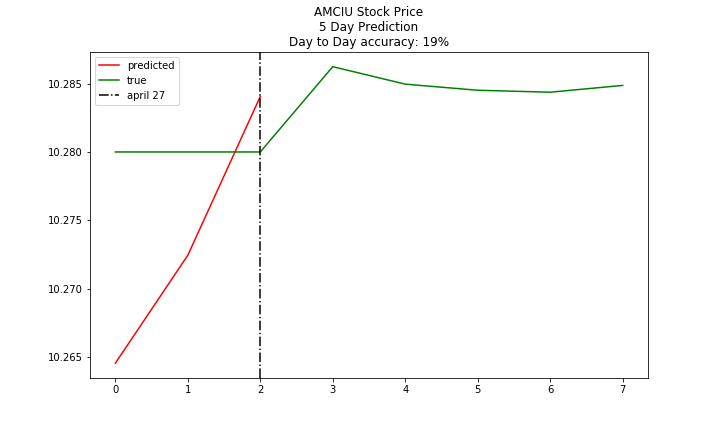 AMCIU Stock Price
5 Day Prediction
Day to Day accuracy: 19%
predicted
true
april 27
10.285
10.280
10.275
10.270
10.265
0 1 2 3 4 5 6 7